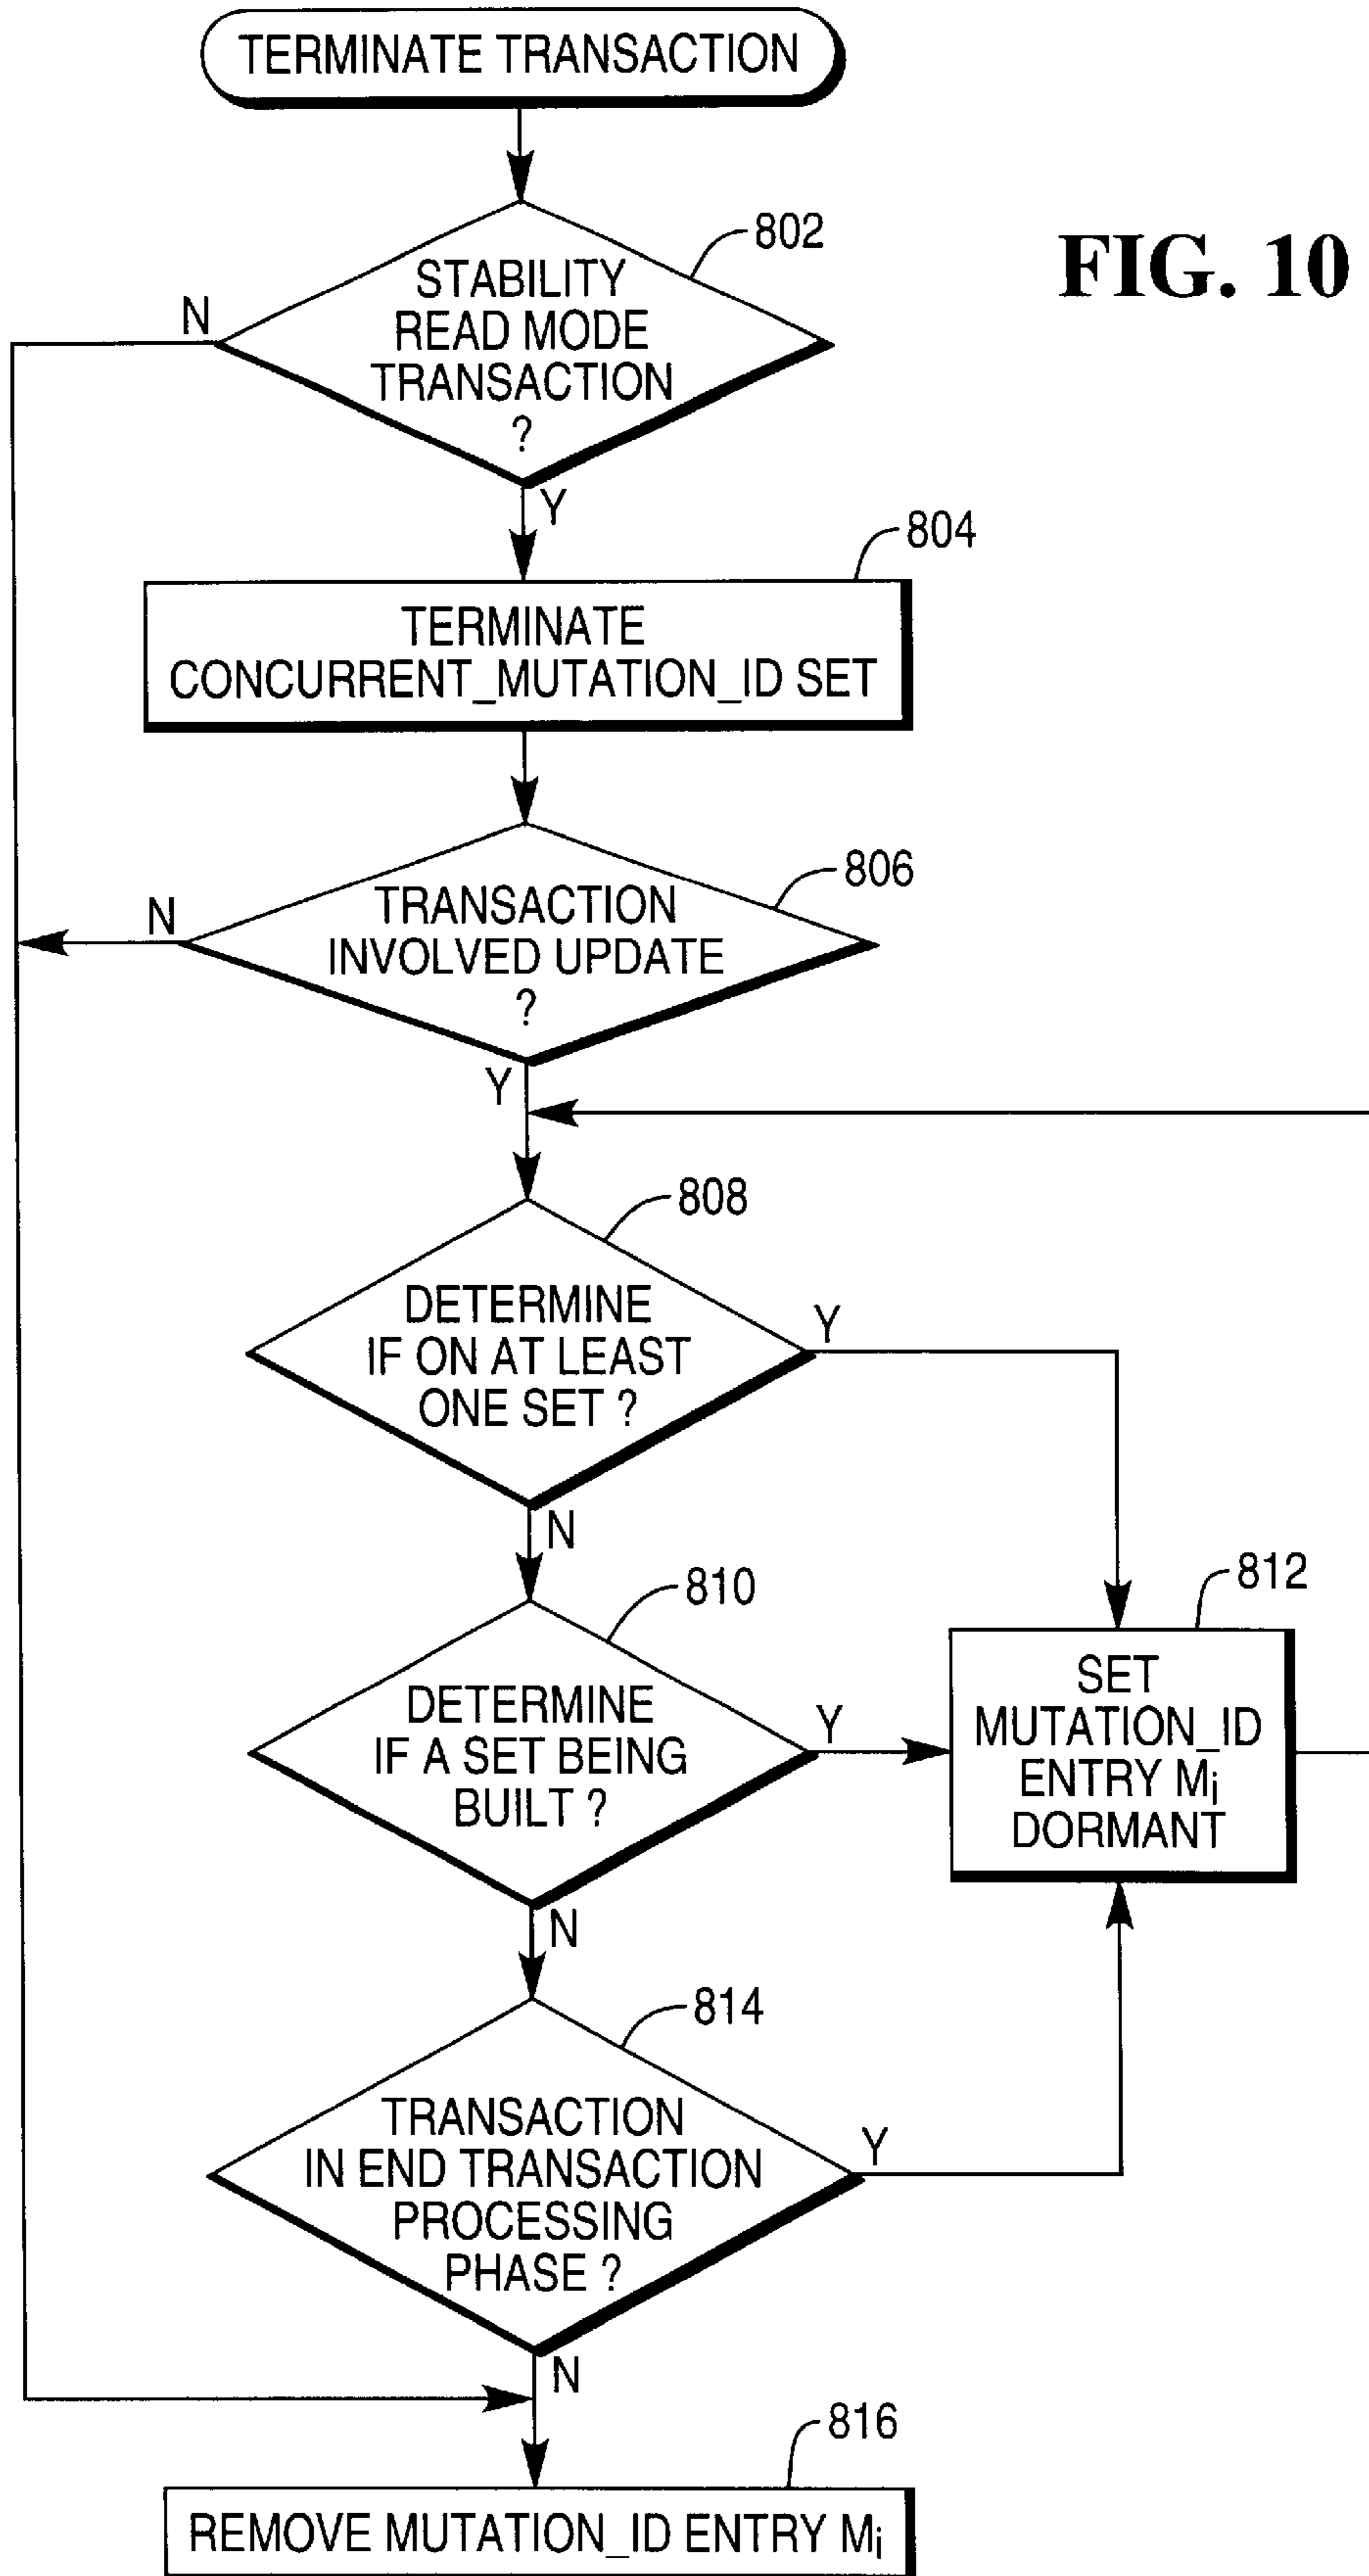 TERMINATE TRANSACTION
802
FIG. 10
STABILITY
READ MODE
TRANSACTION
?
N
Y
804
TERMINATE
CONCURRENT_MUTATION_ID SET
806
TRANSACTION
INVOLVED UPDATE
?
N
Y
808
DETERMINE
IF ON AT LEAST
ONE SET ?
Y
N
810
DETERMINE
IF A SET BEING
BUILT ?
Y
N
812
SET
MUTATION_ID
ENTRY Mi
DORMANT
814
TRANSACTION
IN END TRANSACTION
PROCESSING
PHASE ?
Y
N
816
REMOVE MUTATION_ID ENTRY Mi